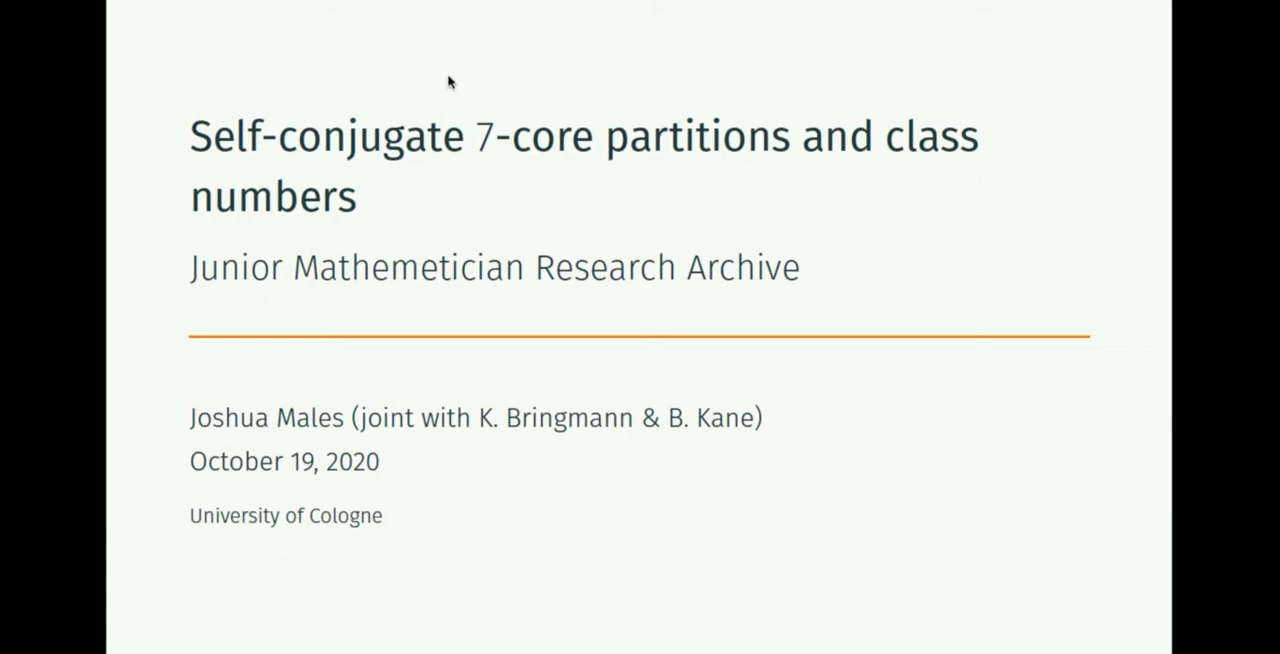 Self-conjugate 7-core partitions and class
numbers
Junior Mathemetician Research Archive
Joshua Males (joint with K. Bringmann & B. Kane)
October 19, 2020
University of Cologne